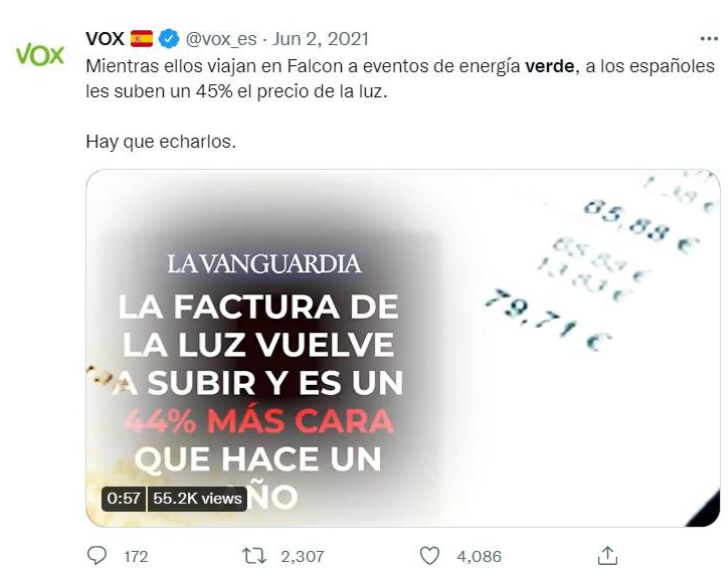 VOX
VOX 🇪🇸 @vox_es · Jun 2, 2021
Mientras ellos viajan en Falcon a eventos de energía verde, a los españoles
les suben un 45% el precio de la luz.
Hay que echarlos.
LA VANGUARDIA
LA FACTURA DE
LA LUZ VUELVE
A SUBIR Y ES UN
44% MÁS CARA
QUE HACE UN
0:57 55.2K views
65,88 €
79,71 €
172 2,307 4,086